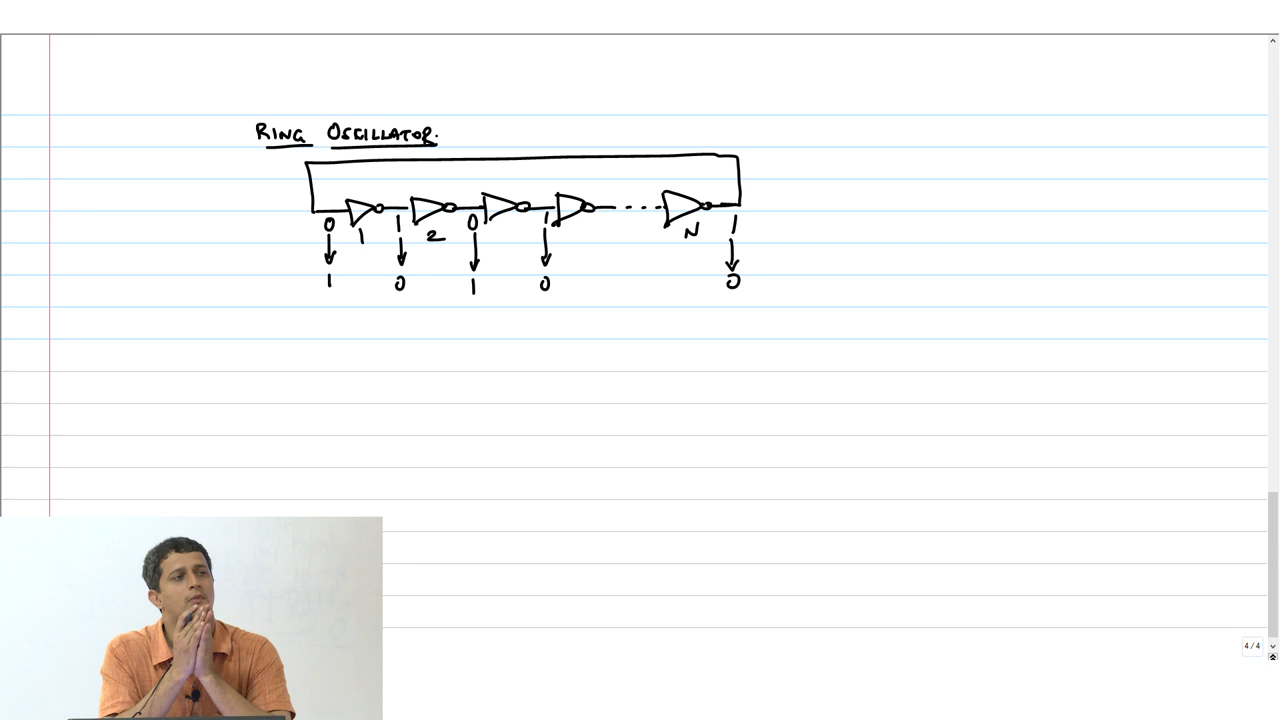 RING OSCILLATOR.
0 1 0 1 1
1 2 N
1 0 1 0 0
4 / 4